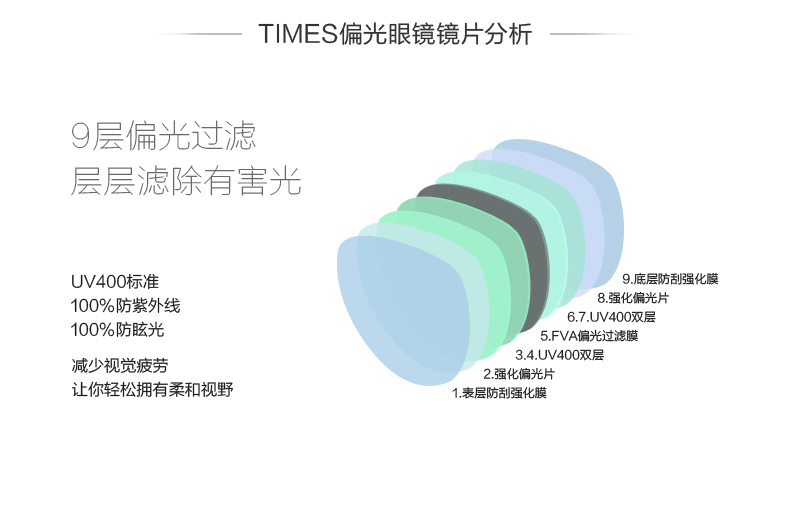 TIMES偏光眼镜镜片分析
9层偏光过滤
层层滤除有害光
UV400标准
100%防紫外线
100%防眩光
减少视觉疲劳
让你轻松拥有柔和视野
9.底层防刮强化膜
8.强化偏光片
6.7.UV400双层
5.FVA偏光过滤膜
3.4.UV400双层
2.强化偏光片
1.表层防刮强化膜